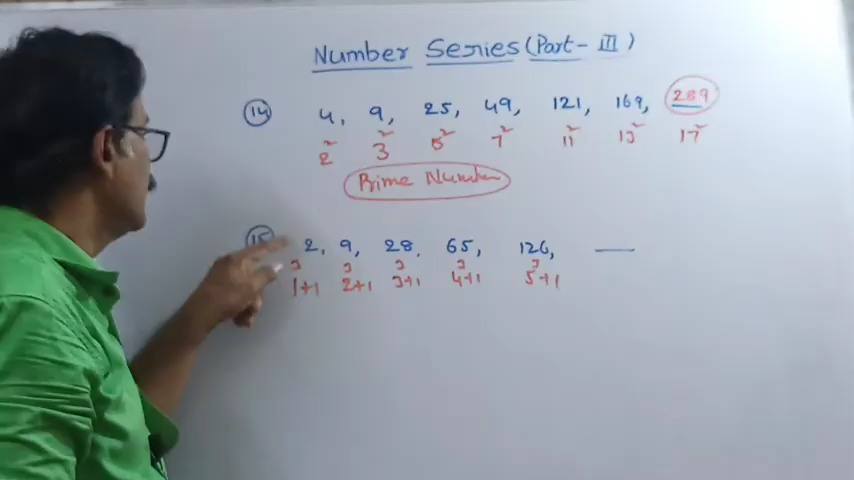 Number Series (Part - III)
14 4, 9, 25, 49, 121, 169, 289
2² 3² 5² 7² 11² 13² 17²
Prime Number
15 2, 9, 28, 65, 126, ___
1³+1 2³+1 3³+1 4³+1 5³+1